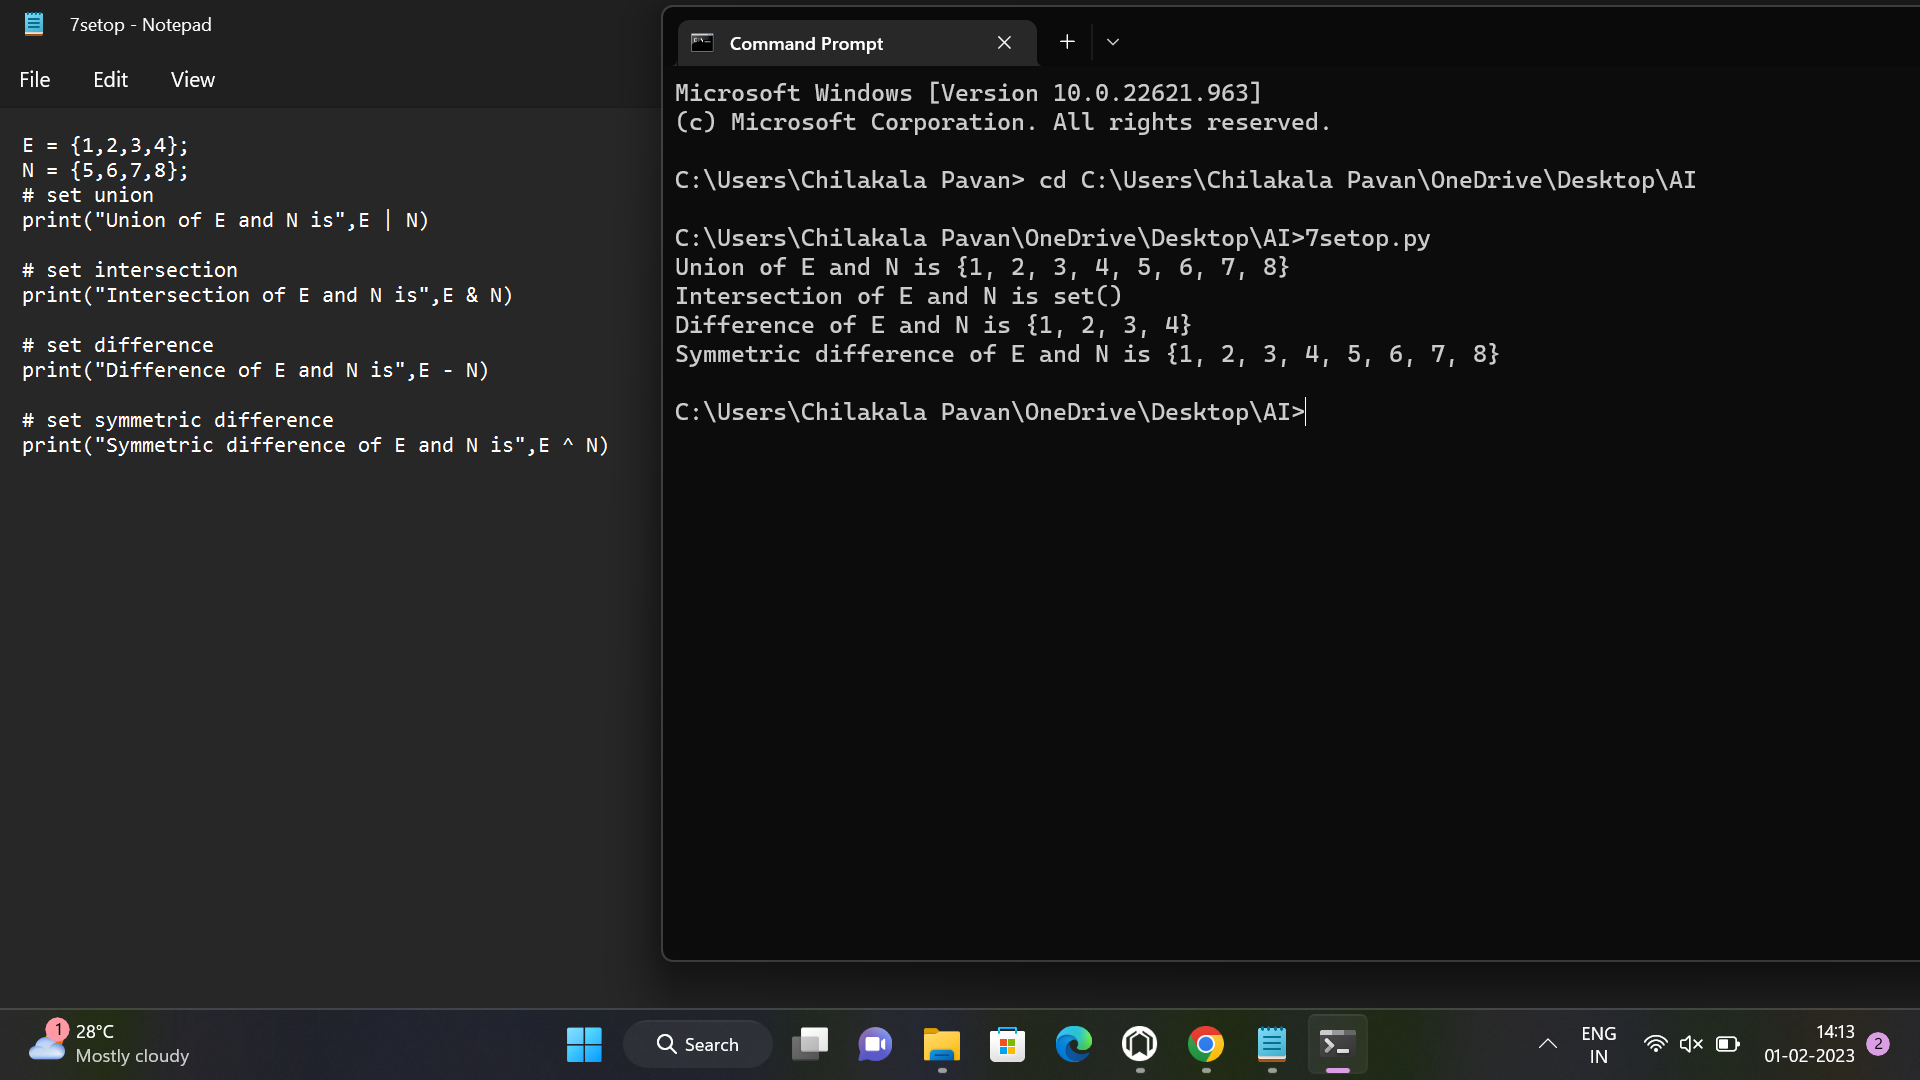 7setop - Notepad
File Edit View
E = {1,2,3,4};
N = {5,6,7,8};
# set union
print("Union of E and N is",E | N)
# set intersection
print("Intersection of E and N is",E & N)
# set difference
print("Difference of E and N is",E - N)
# set symmetric difference
print("Symmetric difference of E and N is",E ^ N)
Command Prompt
Microsoft Windows [Version 10.0.22621.963]
(c) Microsoft Corporation. All rights reserved.
C:\Users\Chilakala Pavan> cd C:\Users\Chilakala Pavan\OneDrive\Desktop\AI
C:\Users\Chilakala Pavan\OneDrive\Desktop\AI>7setop.py
Union of E and N is {1, 2, 3, 4, 5, 6, 7, 8}
Intersection of E and N is set()
Difference of E and N is {1, 2, 3, 4}
Symmetric difference of E and N is {1, 2, 3, 4, 5, 6, 7, 8}
C:\Users\Chilakala Pavan\OneDrive\Desktop\AI>
1
28°C
Mostly cloudy
Search
ENG
IN
14:13
01-02-2023
2